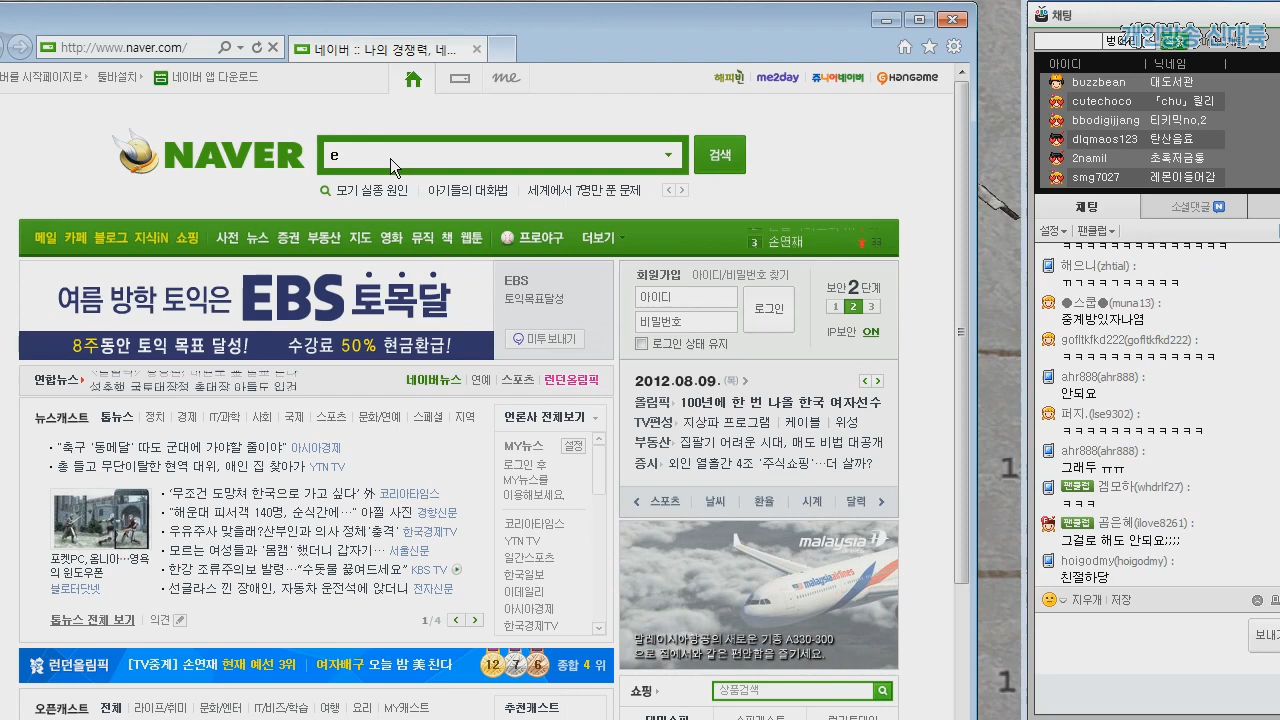 http://www.naver.com/
네이버 :: 나의 경쟁력, 네...
버를 시작페이지로 툴바설치 네이버 앱 다운로드
me
해피빈 me2day 쥬니어네이버 HANGAME
NAVER e 검색
모기 실종 원인 아기들의 대화법 세계에서 7명만 푼 문제
메일 카페 블로그 지식iN 쇼핑 사전 뉴스 증권 부동산 지도 영화 뮤직 책 웹툰 프로야구 더보기
3 손연재 33
여름 방학 토익은 EBS 토목달
8주동안 토익 목표 달성! 수강료 50% 현금환급!
EBS
토익목표달성
미투보내기
회원가입 아이디/비밀번호 찾기
아이디
비밀번호
로그인
로그인 상태 유지
보안 2 단계
1 2 3
IP보안 ON
연합뉴스
성추행 국토대장정 총대장 아들도 입건
네이버뉴스 연예 스포츠 런던올림픽
뉴스캐스트 톱뉴스 정치 경제 IT/과학 사회 국제 스포츠 문화/연예 스페셜 지역
"축구 '동메달' 따도 군대에 가야할 줄이야" 아시아경제
총 들고 무단이탈한 현역 대위, 애인 집 찾아가 YTN TV
'무조건 도망쳐 한국으로 가고 싶다' 왜 코리아타임스
"해운대 피서객 140명, 순식간에…" 아찔 사진 경향신문
우유주사 맞을래?산부인과 의사 정체 '충격' 한국경제TV
모르는 여성들과 '몸캠' 했더니 갑자기… 서울신문
한강 조류주의보 발령…"수돗물 끓여드세요" KBS TV
선글라스 낀 장애인, 버스 운전석에 앉더니 전자신문
포켓PC, 옴니아…영욕
의 윈도우폰
블로터닷넷
톱뉴스 전체 보기 의견
1/4
언론사 전체보기
MY뉴스 설정
로그인 후
MY뉴스를
이용해보세요.
코리아타임스
YTN TV
일간스포츠
한국일보
이데일리
아시아경제
한국경제TV
2012.08.09. (목)
올림픽 100년에 한 번 나올 한국 여자선수
TV편성 지상파 프로그램 케이블 위성
부동산 집팔기 어려운 시대, 매도 비법 대공개
증시 외인 열흘간 4조 '주식쇼핑'…더 살까?
스포츠 날씨 환율 시계 달력
malaysia airlines
malaysia airlines
말레이시아항공의 새로운 기종 A330-300
으로 집에서와 같은 편안함을 즐기세요.
런던올림픽 [TV중계] 손연재 현재 예선 3위 여자배구 오늘 밤 美 친다 12 7 6 종합 4 위
쇼핑 상품검색
오픈캐스트 전체 라이프/취미 문화/엔터 IT/비즈/학습 여행 요리 MY캐스트 추천캐스트
채팅
개인방송 신대륙
아이디 닉네임
buzzbean 대도서관
cutechoco 「chu」릴리
bbodigijjang 티키믹no,2
dlqmaos123 탄산음료
2namil 초록저금통
smg7027 레몬이들어감
채팅 소셜댓글
설정 팬클럽
ㅋㅋㅋㅋㅋㅋㅋㅋㅋㅋㅋㅋㅋㅋ
해으니(zhtial) :
ㄲㅋㅋㅋㅋㅋㅋㅋㅋㅋ
●스쿱●(muna13) :
중계방있자나염
gofltkfkd222(gofltkfkd222) :
ㅋㅋㅋㅋㅋㅋㅋㅋㅋㅋㅋㅋㅋ
ahr888(ahr888) :
안되요
퍼지.(lse9302) :
ㅋㅋㅋㅋㅋㅋㅋㅋㅋㅋㅋㅋ
ahr888(ahr888) :
그래두 ㅠㅠ
팬클럽 겸모하(whdrlf27) :
ㅋㅋㅋ
팬클럽 곰은혜(ilove8261) :
그걸로 해도 안되요;;;;
hoigodmy(hoigodmy) :
친절하당
지우개 저장
보내
1
1